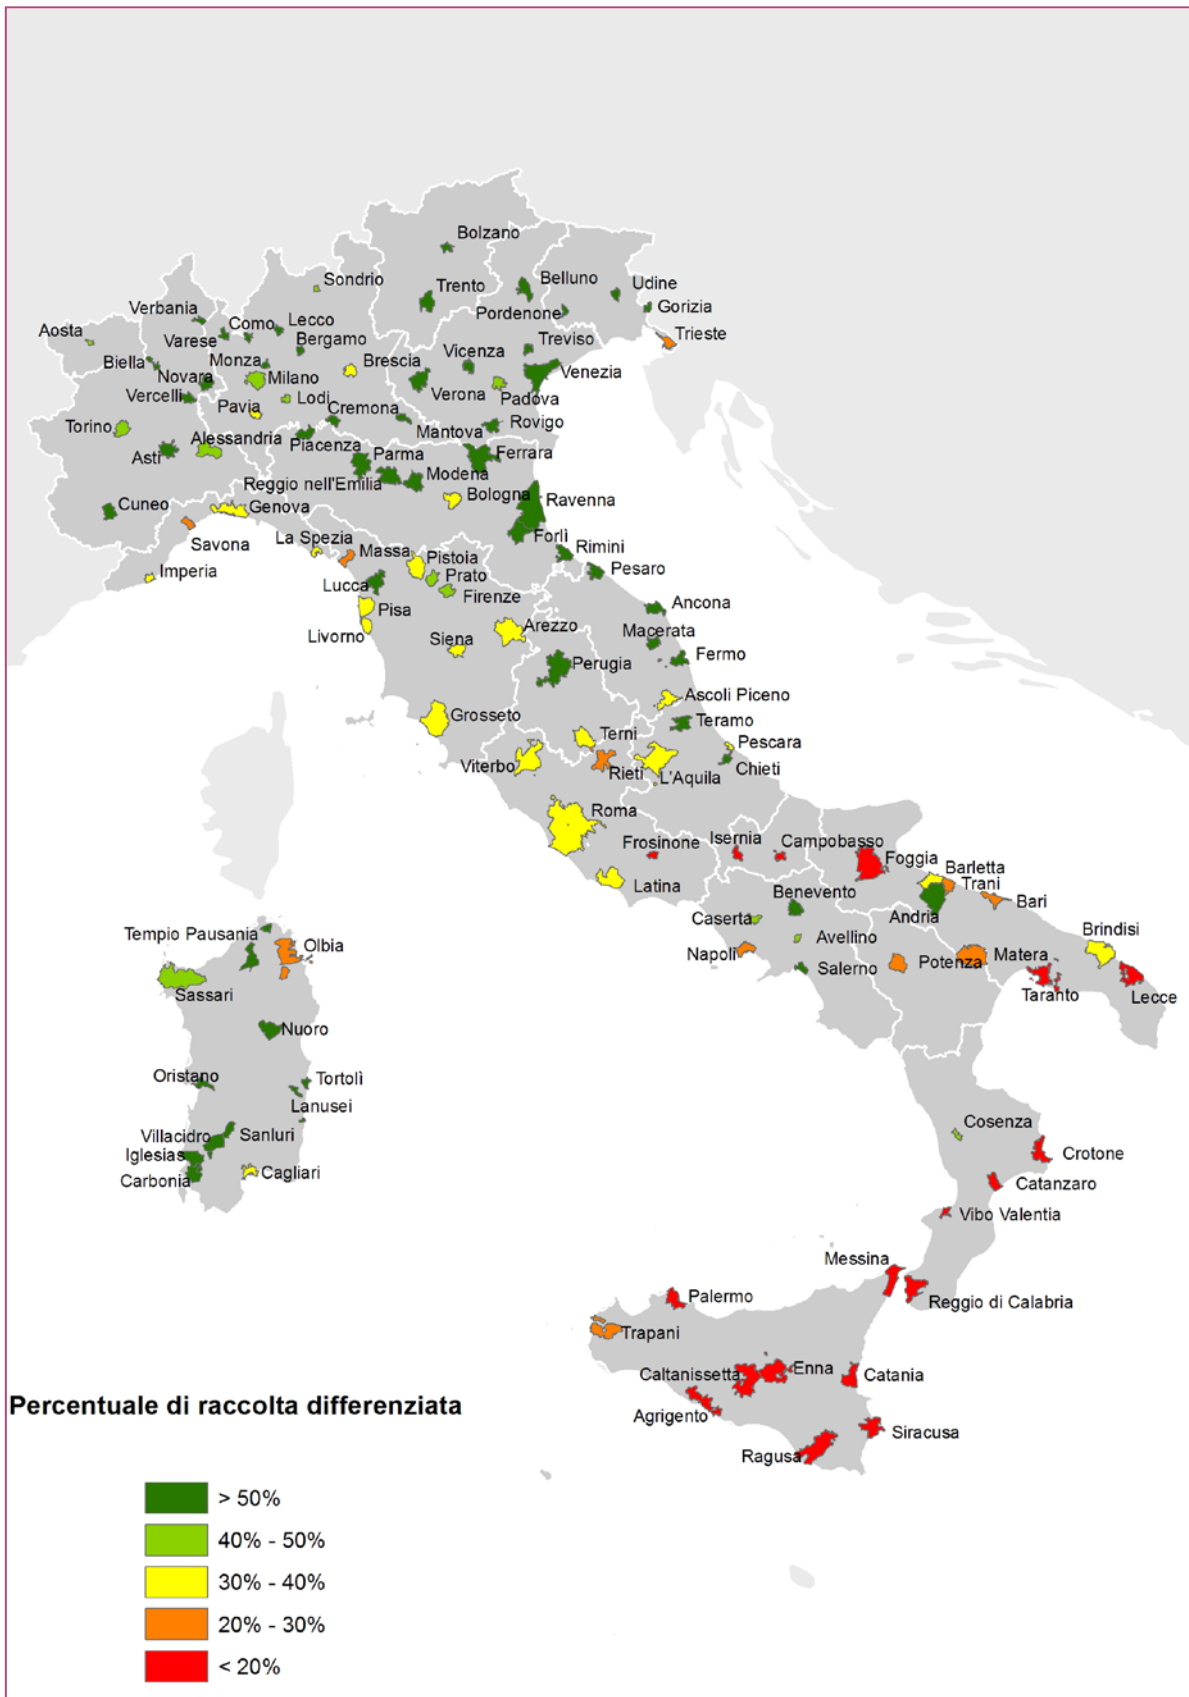 Bolzano
Sondrio
Trento
Belluno
Udine
Pordenone
Gorizia
Verbania
Aosta
Varese
Como
Lecco
Bergamo
Trieste
Treviso
Vicenza
Biella
Monza
Brescia
Venezia
Novara
Milano
Verona
Padova
Vercelli
Lodi
Pavia
Cremona
Mantova
Rovigo
Torino
Alessandria
Piacenza
Parma
Ferrara
Asti
Reggio nell'Emilia
Modena
Bologna
Ravenna
Cuneo
Genova
Savona
La Spezia
Massa
Pistoia
Forlì
Rimini
Imperia
Lucca
Prato
Firenze
Pesaro
Pisa
Ancona
Livorno
Siena
Arezzo
Macerata
Fermo
Perugia
Ascoli Piceno
Grosseto
Teramo
Terni
Pescara
Viterbo
Rieti
L'Aquila
Chieti
Roma
Frosinone
Isernia
Campobasso
Foggia
Barletta
Trani
Latina
Benevento
Andria
Bari
Caserta
Avellino
Brindisi
Tempio Pausania
Olbia
Napoli
Salerno
Potenza
Matera
Sassari
Taranto
Lecce
Nuoro
Oristano
Tortolì
Lanusei
Villacidro
Sanluri
Iglesias
Carbonia
Cagliari
Cosenza
Crotone
Catanzaro
Vibo Valentia
Messina
Palermo
Reggio di Calabria
Trapani
Caltanissetta
Enna
Catania
Agrigento
Siracusa
Ragusa
Percentuale di raccolta differenziata
> 50%
40% - 50%
30% - 40%
20% - 30%
< 20%